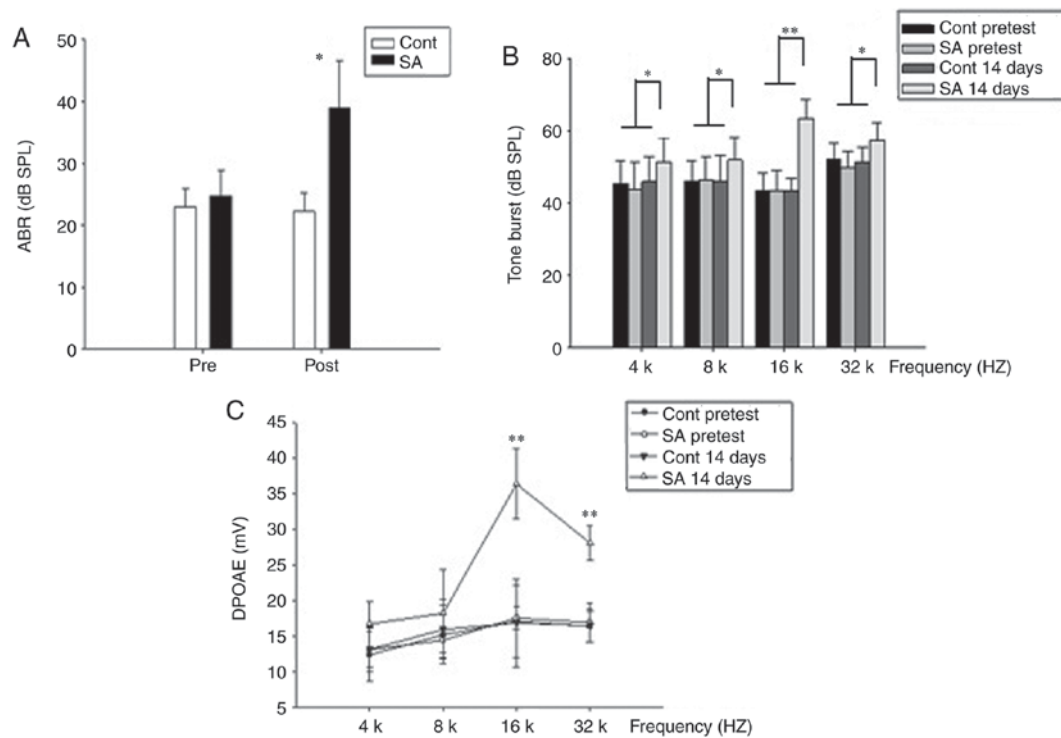 A
50
40
30
20
10
0
ABR (dB SPL)
Cont
SA
*
Pre
Post
B
80
60
40
20
0
Tone burst (dB SPL)
Cont pretest
SA pretest
Cont 14 days
SA 14 days
*
*
**
*
4 k 8 k 16 k 32 k Frequency (HZ)
C
45
40
35
30
25
20
15
10
5
DPOAE (mV)
Cont pretest
SA pretest
Cont 14 days
SA 14 days
**
**
4 k 8 k 16 k 32 k Frequency (HZ)